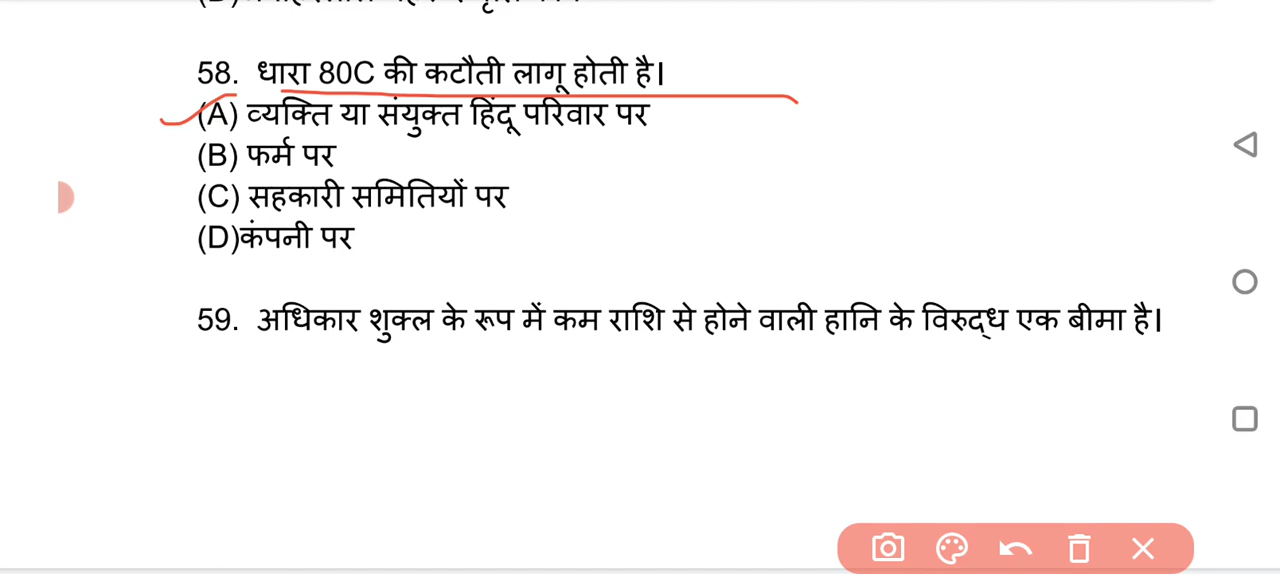 58. धारा 80C की कटौती लागू होती है।
(A) व्यक्ति या संयुक्त हिंदू परिवार पर
(B) फर्म पर
(C) सहकारी समितियों पर
(D)कंपनी पर
59. अधिकार शुक्ल के रूप में कम राशि से होने वाली हानि के विरुद्ध एक बीमा है।